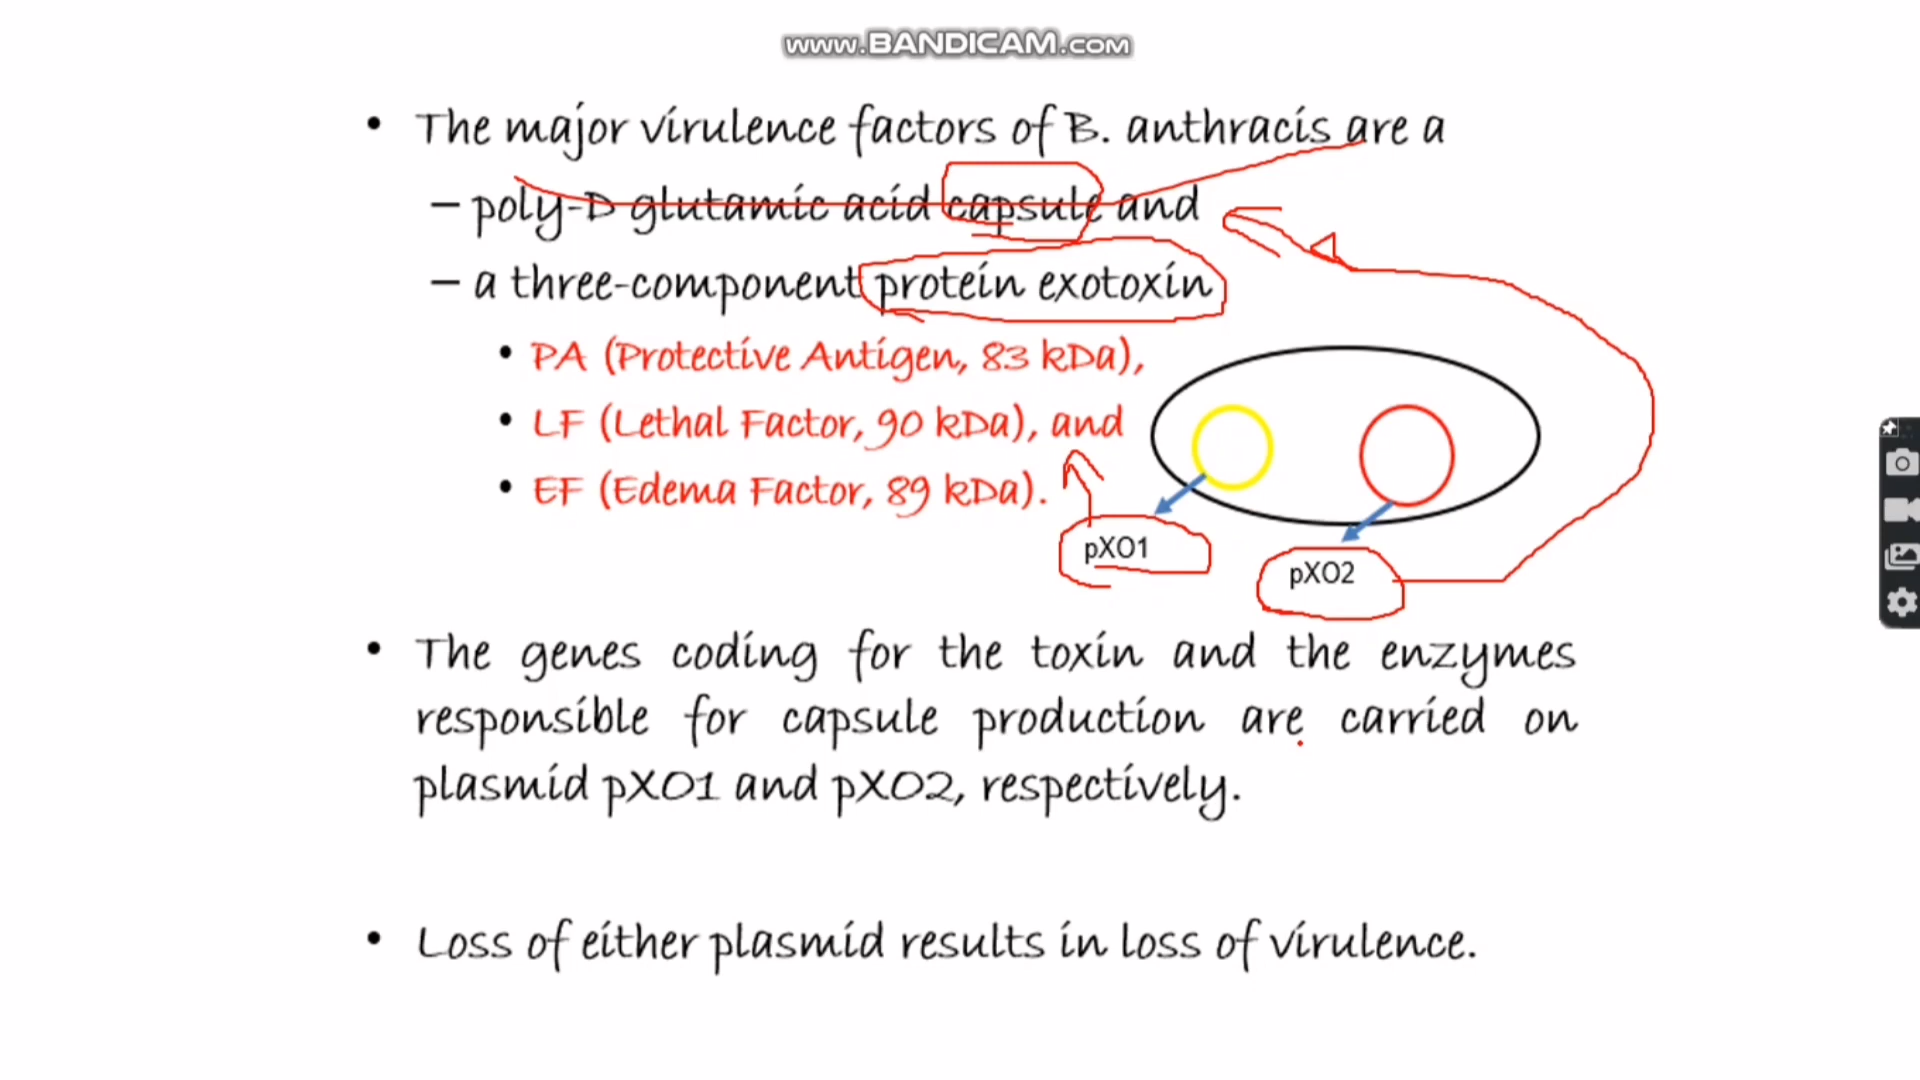 www.BANDICAM.com
• The major virulence factors of B. anthracis are a
– poly-D glutamic acid capsule and
– a three-component protein exotoxin
• PA (Protective Antigen, 83 kDa),
• LF (Lethal Factor, 90 kDa), and
• EF (Edema Factor, 89 kDa).
pXO1
pXO2
• The genes coding for the toxin and the enzymes
responsible for capsule production are carried on
plasmid pXO1 and pXO2, respectively.
• Loss of either plasmid results in loss of virulence.